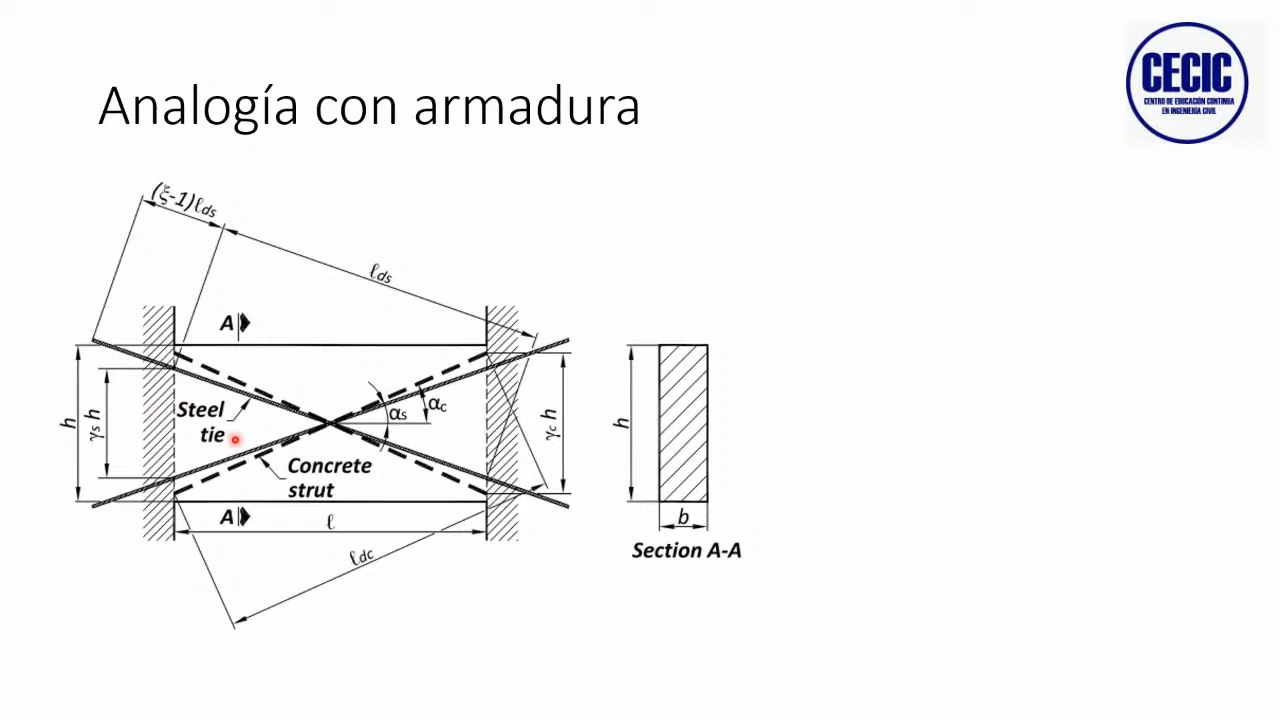 Analogía con armadura
CECIC
CENTRO DE EDUCACIÓN CONTINUA
EN INGENIERÍA CIVIL
(ξ-1)ℓds
ℓds
A
h
γs h
Steel
tie
αs
αc
γc h
Concrete
strut
A
ℓ
ℓdc
h
b
Section A-A